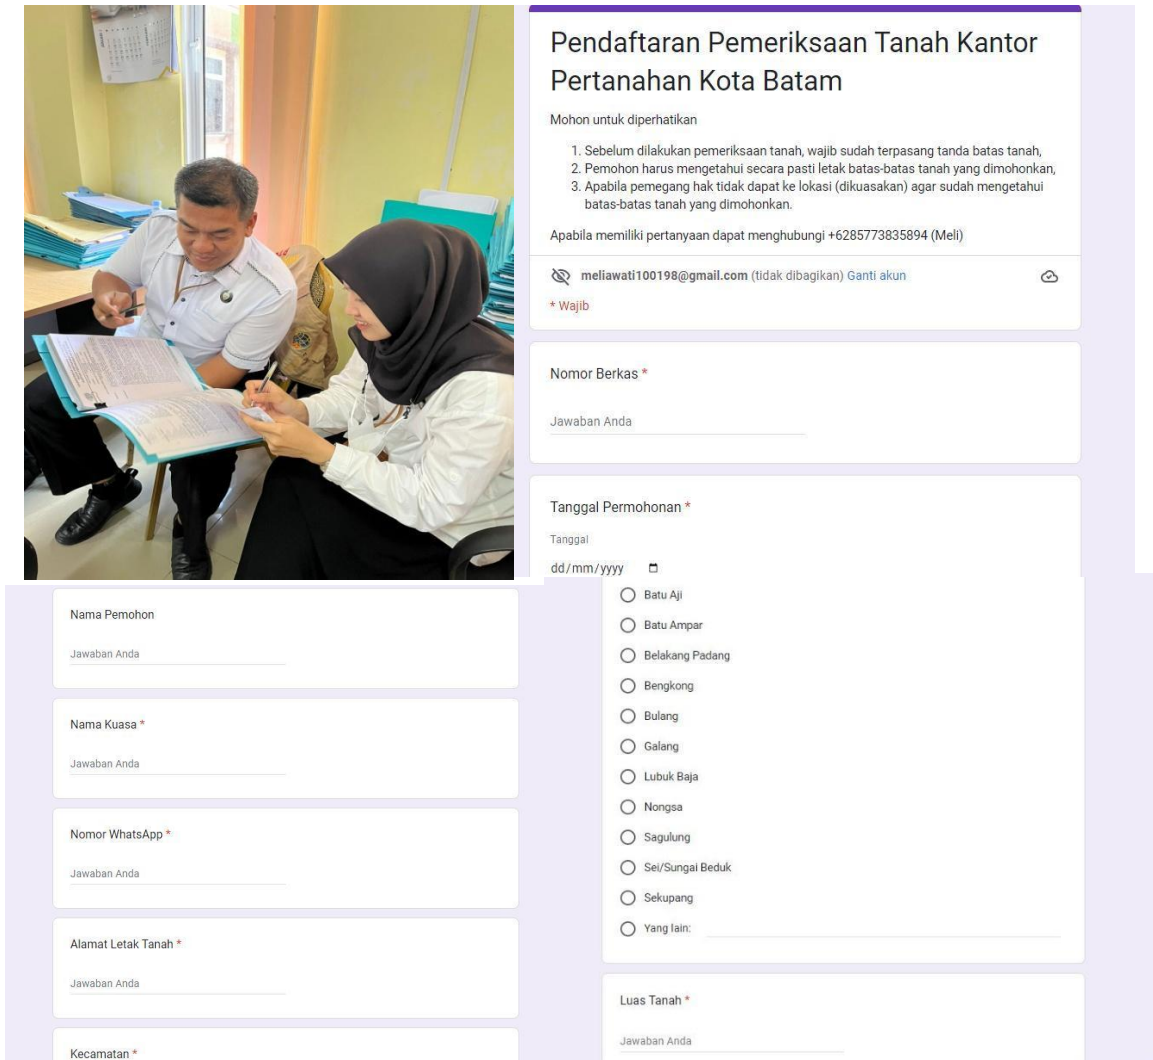 Pendaftaran Pemeriksaan Tanah Kantor
Pertanahan Kota Batam
Mohon untuk diperhatikan
1. Sebelum dilakukan pemeriksaan tanah, wajib sudah terpasang tanda batas tanah,
2. Pemohon harus mengetahui secara pasti letak batas-batas tanah yang dimohonkan,
3. Apabila pemegang hak tidak dapat ke lokasi (dikuasakan) agar sudah mengetahui
batas-batas tanah yang dimohonkan.
Apabila memiliki pertanyaan dapat menghubungi +6285773835894 (Meli)
meliawati100198@gmail.com (tidak dibagikan) Ganti akun
* Wajib
Nomor Berkas *
Jawaban Anda
Tanggal Permohonan *
Tanggal
dd/mm/yyyy
Nama Pemohon
Jawaban Anda
Nama Kuasa *
Jawaban Anda
Nomor WhatsApp *
Jawaban Anda
Alamat Letak Tanah *
Jawaban Anda
Kecamatan *
Batu Aji
Batu Ampar
Belakang Padang
Bengkong
Bulang
Galang
Lubuk Baja
Nongsa
Sagulung
Sei/Sungai Beduk
Sekupang
Yang lain:
Luas Tanah *
Jawaban Anda